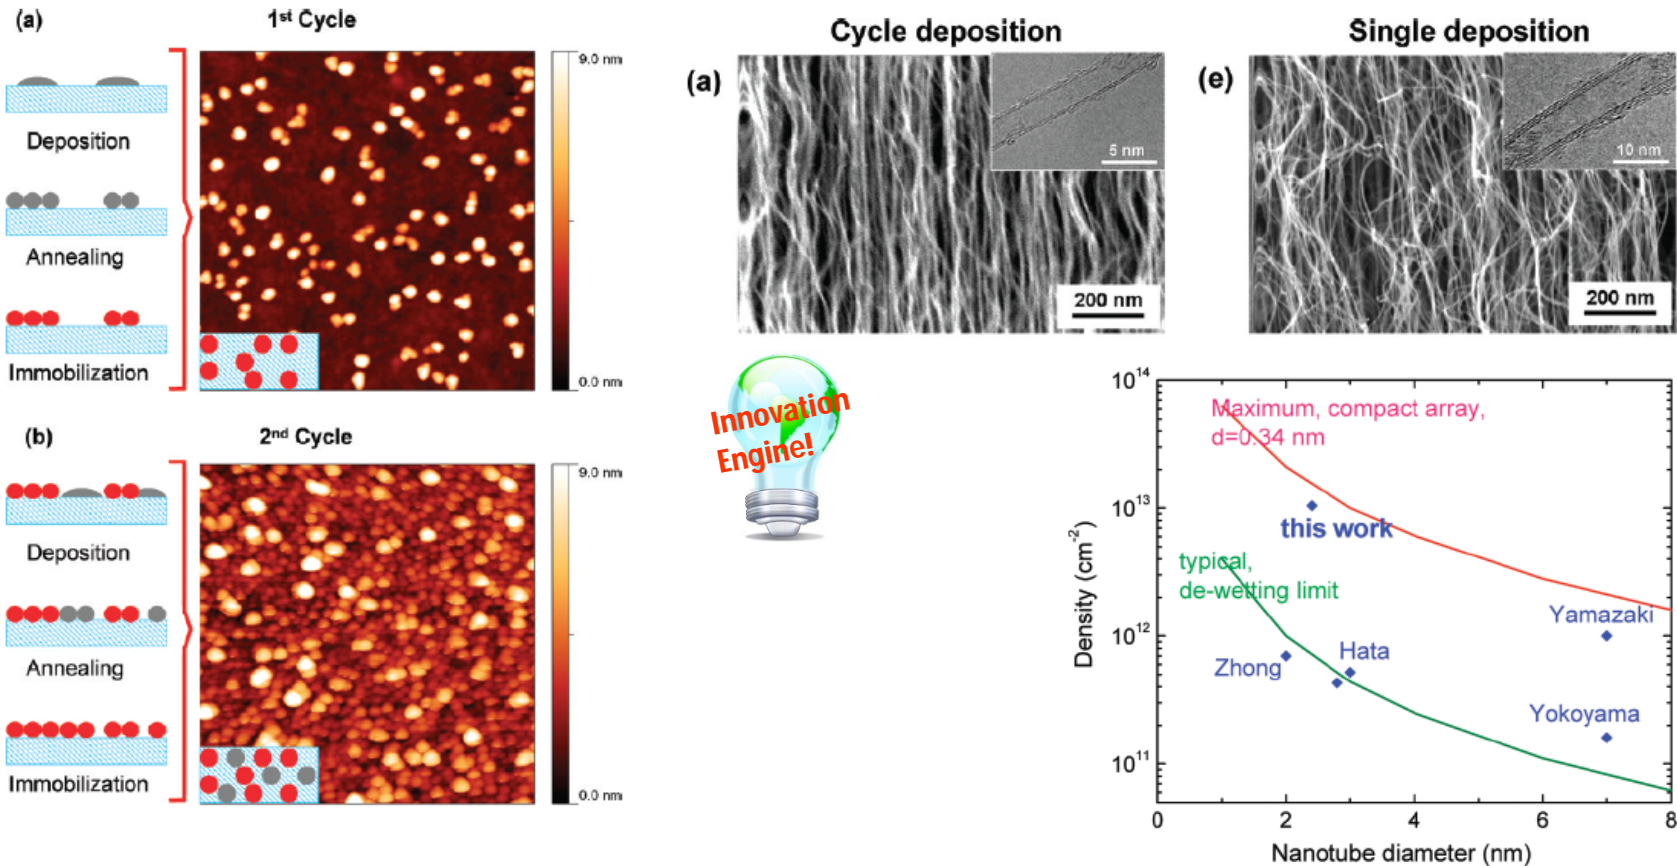 (a)
1st Cycle
Deposition
Annealing
Immobilization
9.0 nm
0.0 nm
(b)
2nd Cycle
Deposition
Annealing
Immobilization
9.0 nm
0.0 nm
Cycle deposition
(a)
5 nm
200 nm
Single deposition
(e)
10 nm
200 nm
Innovation
Engine!
Density (cm-2)
10^14
10^13
10^12
10^11
Maximum, compact array,
d=0.34 nm
this work
typical,
de-wetting limit
Yamazaki
Hata
Zhong
Yokoyama
0 2 4 6 8
Nanotube diameter (nm)